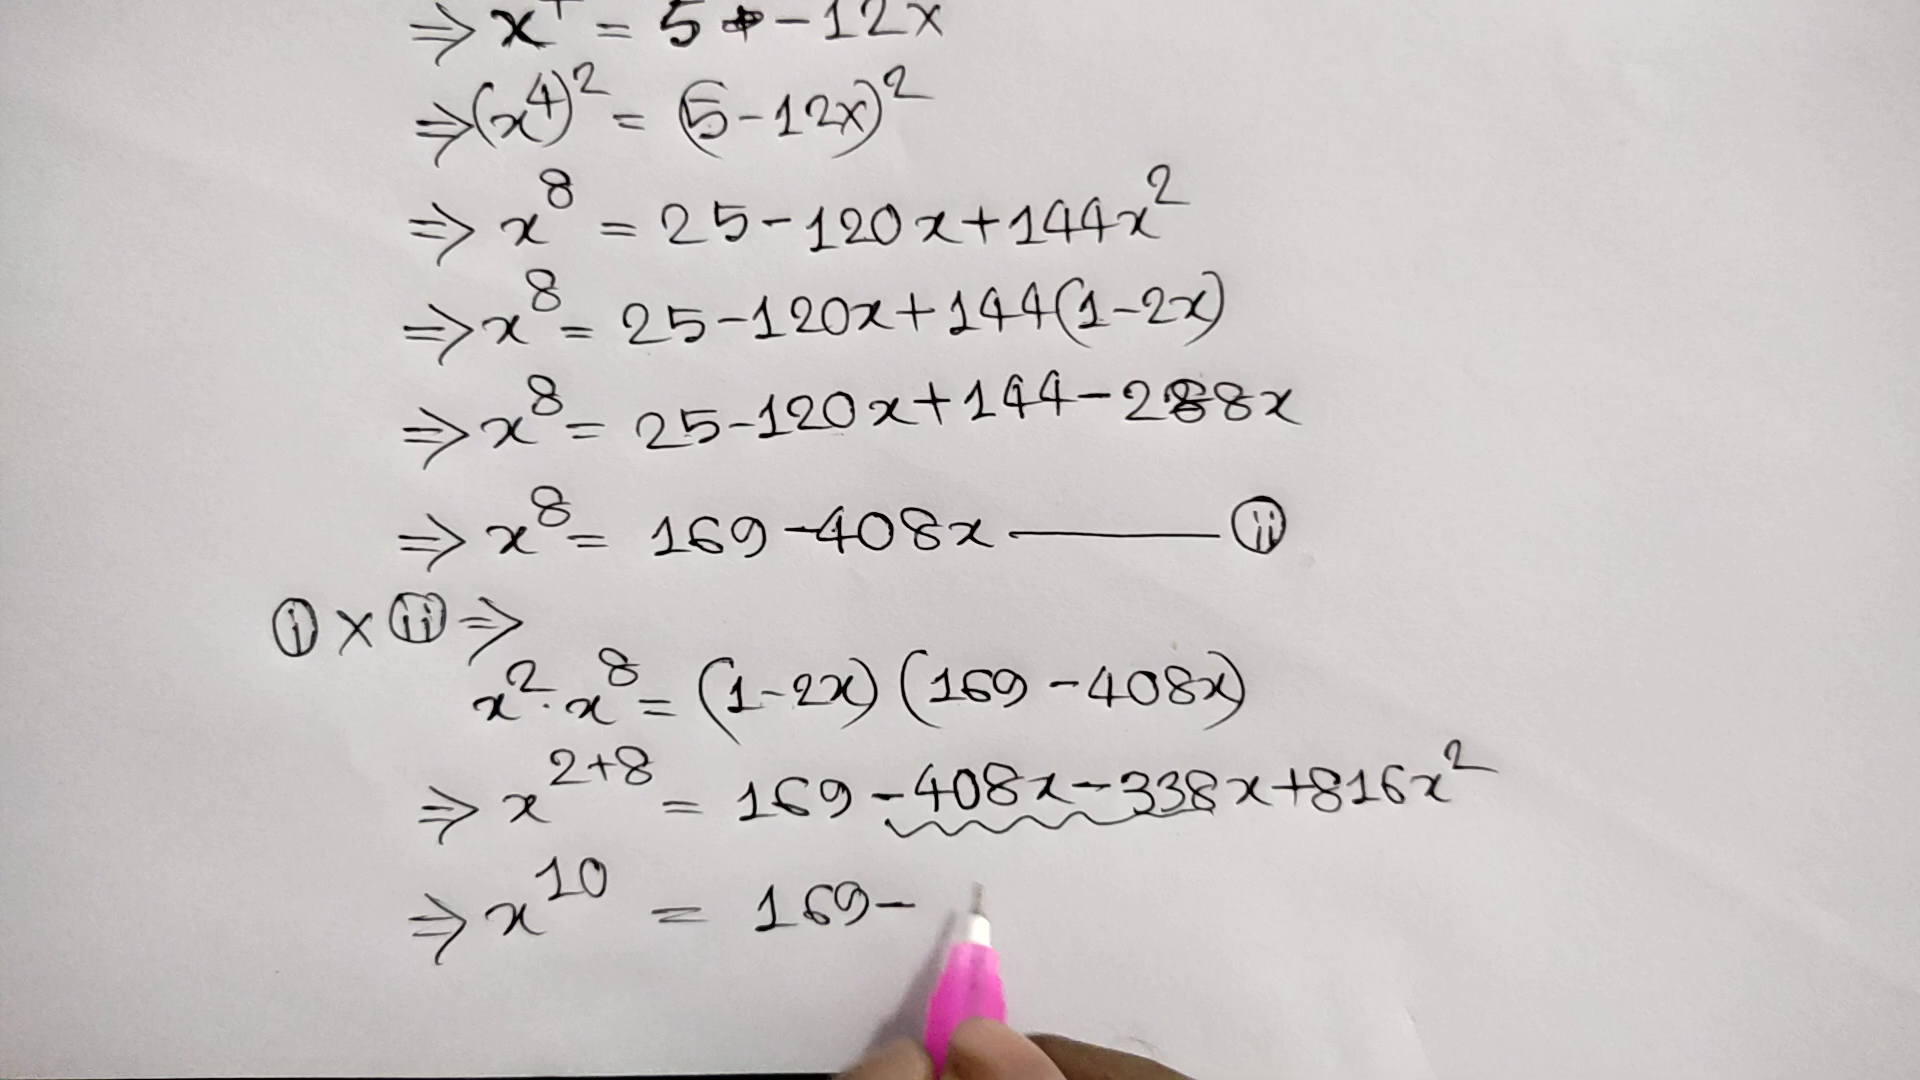 ⇒ x⁴ = 5 - 12x
⇒ (x⁴)² = (5-12x)²
⇒ x⁸ = 25-120x+144x²
⇒ x⁸ = 25-120x+144(1-2x)
⇒ x⁸ = 25-120x+144-288x
⇒ x⁸ = 169-408x —— (ii)
(i) × (ii) ⇒
x²·x⁸ = (1-2x)(169-408x)
⇒ x²⁺⁸ = 169-408x-338x+816x²
⇒ x¹⁰ = 169-